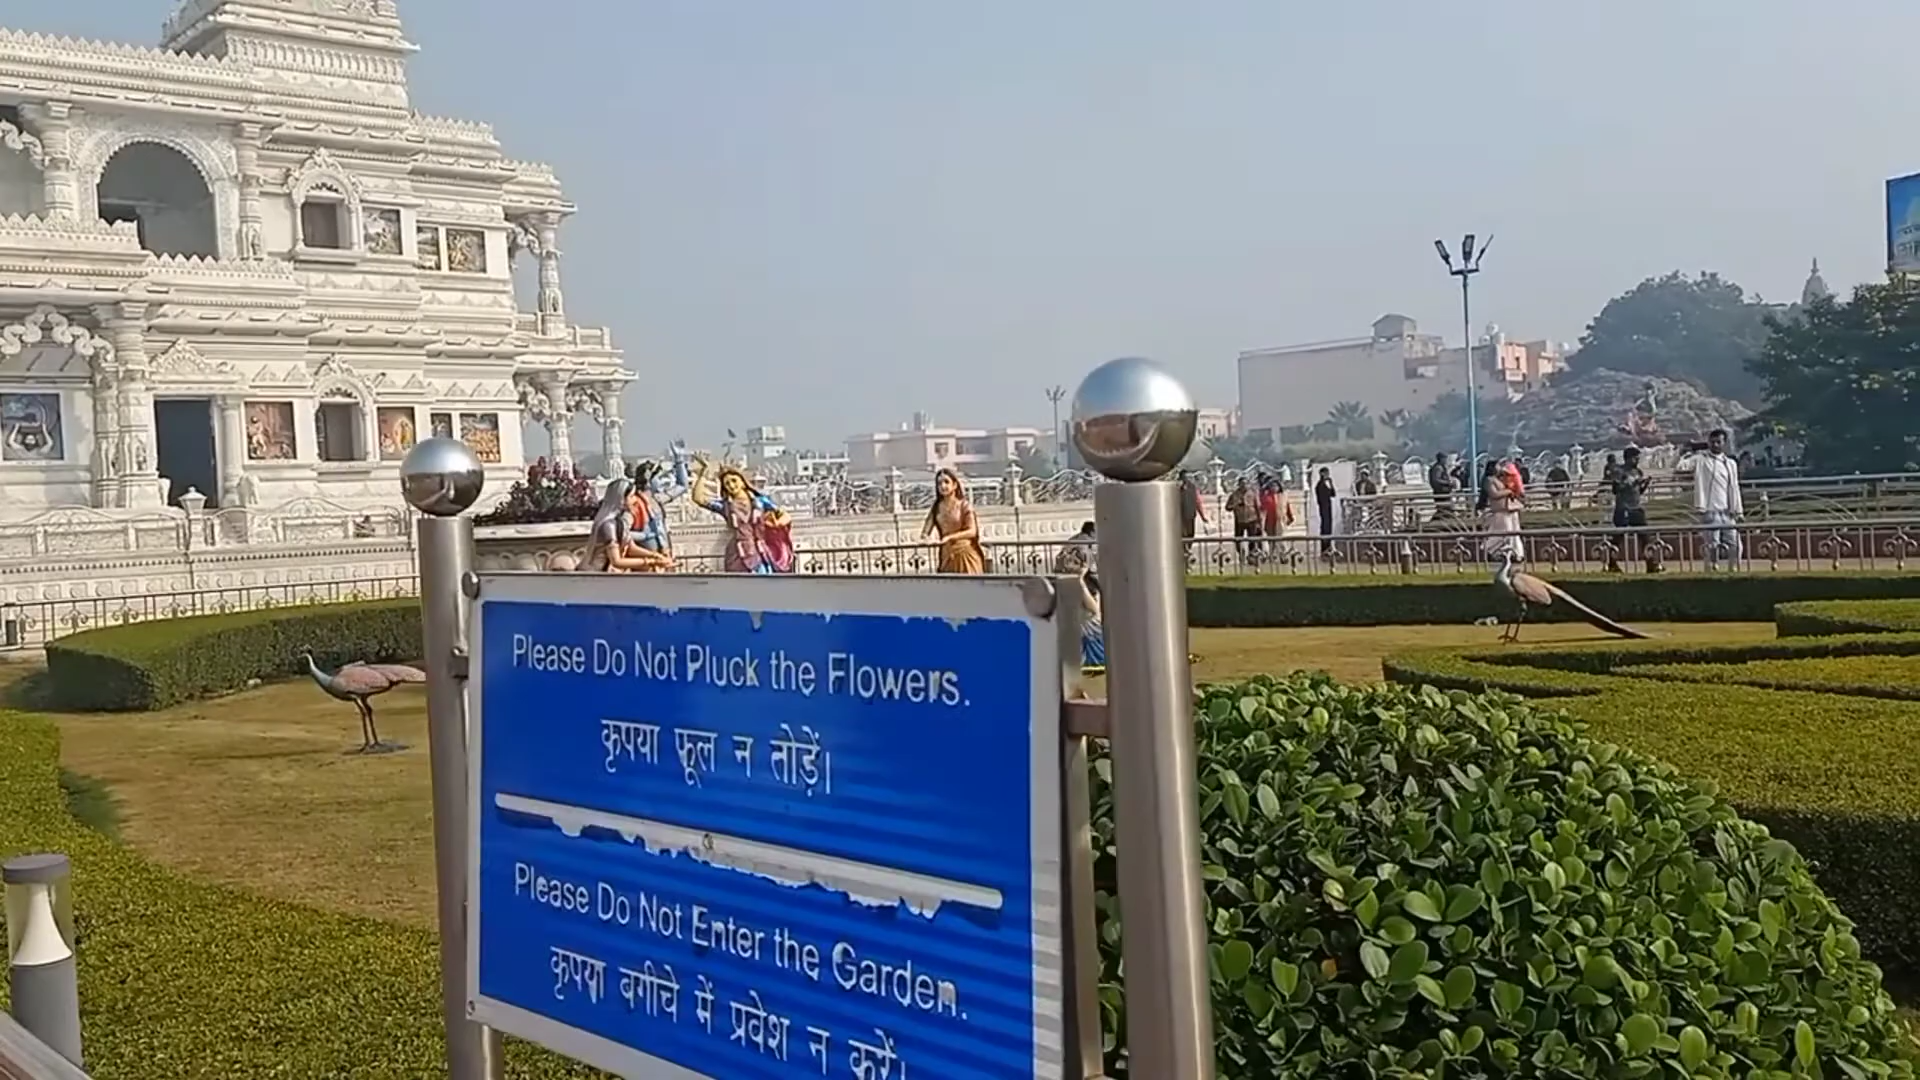 Please Do Not Pluck the Flowers.
कृपया फूल न तोड़ें।
Please Do Not Enter the Garden.
कृपया बगीचे में प्रवेश न करें।